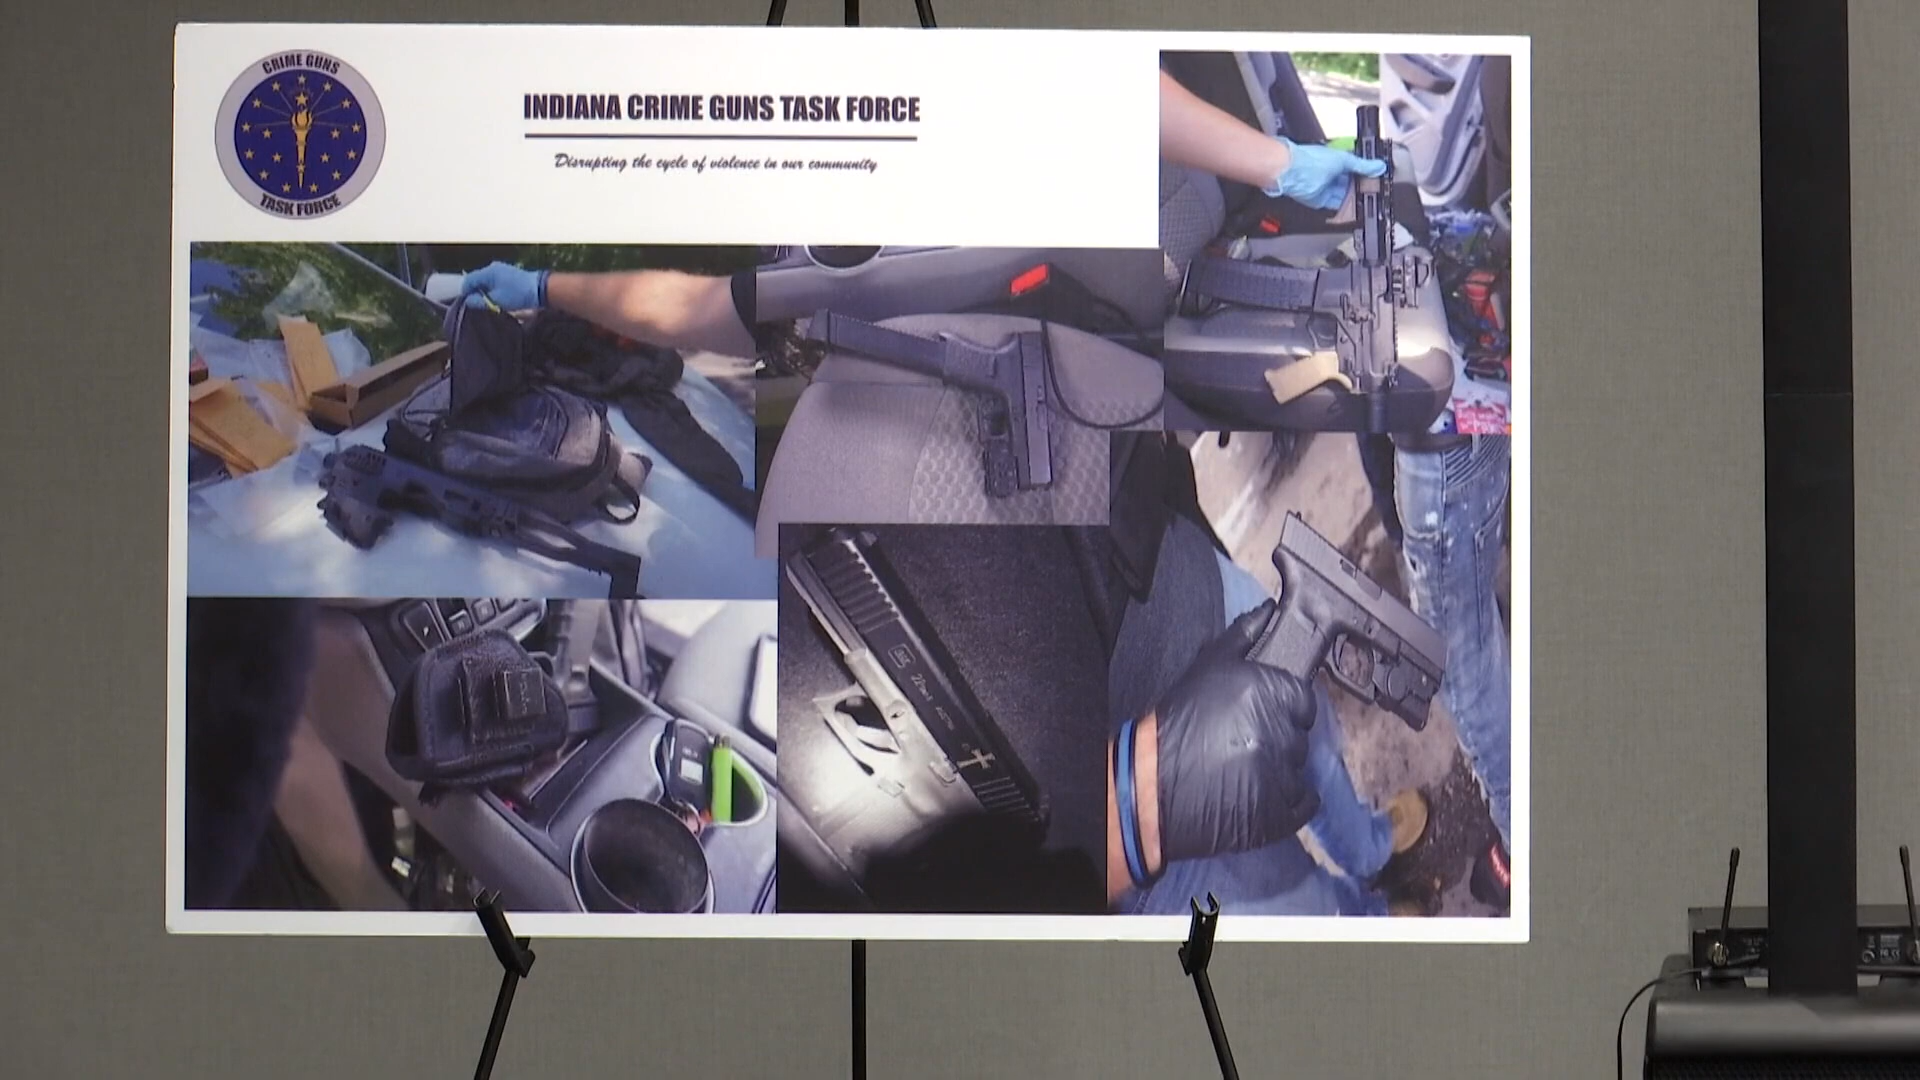 CRIME GUNS
TASK FORCE
INDIANA CRIME GUNS TASK FORCE
Disrupting the cycle of violence in our community